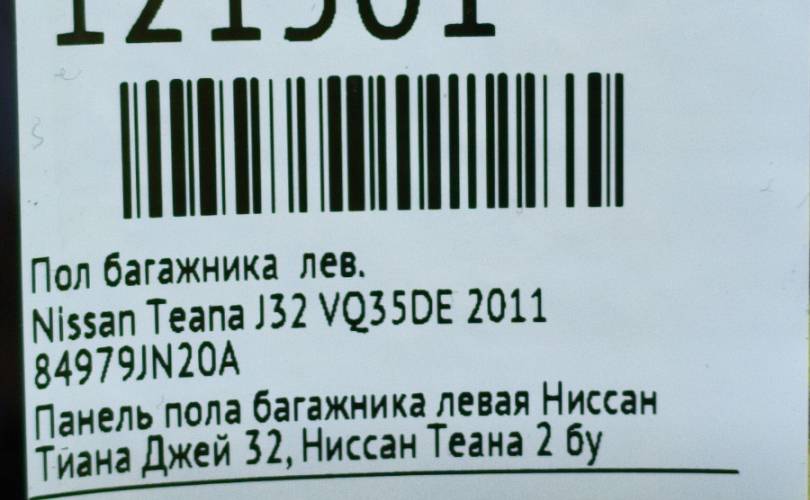 121501
Пол багажника лев.
Nissan Teana J32 VQ35DE 2011
84979JN20A
Панель пола багажника левая Ниссан
Тиана Джей 32, Ниссан Теана 2 бу